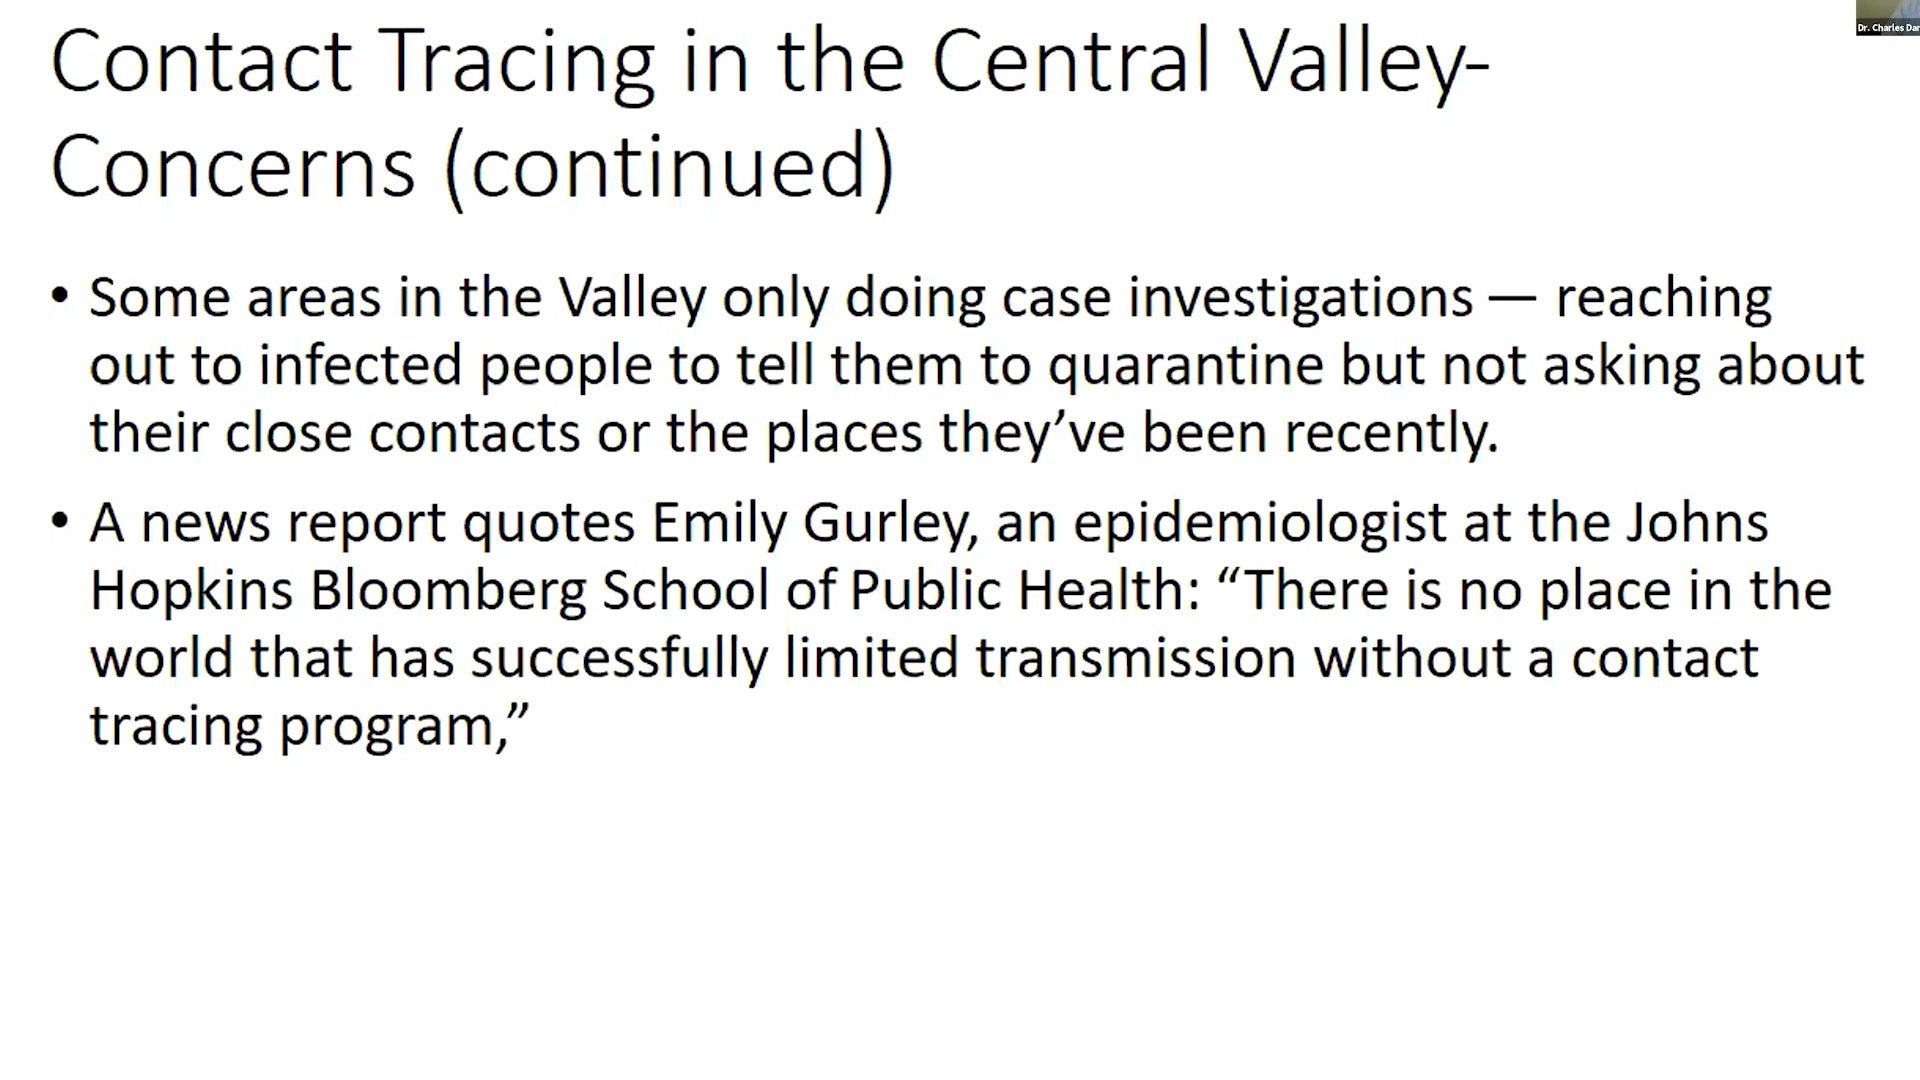 Contact Tracing in the Central Valley-
Concerns (continued)
• Some areas in the Valley only doing case investigations — reaching
out to infected people to tell them to quarantine but not asking about
their close contacts or the places they’ve been recently.
• A news report quotes Emily Gurley, an epidemiologist at the Johns
Hopkins Bloomberg School of Public Health: “There is no place in the
world that has successfully limited transmission without a contact
tracing program,”
Dr. Charles